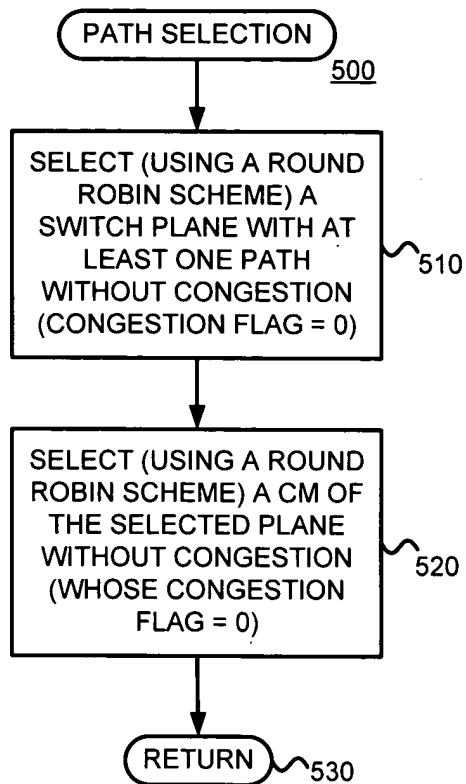 PATH SELECTION
500
SELECT (USING A ROUND
ROBIN SCHEME) A
SWITCH PLANE WITH AT
LEAST ONE PATH
WITHOUT CONGESTION
(CONGESTION FLAG = 0)
510
SELECT (USING A ROUND
ROBIN SCHEME) A CM OF
THE SELECTED PLANE
WITHOUT CONGESTION
(WHOSE CONGESTION
FLAG = 0)
520
RETURN
530